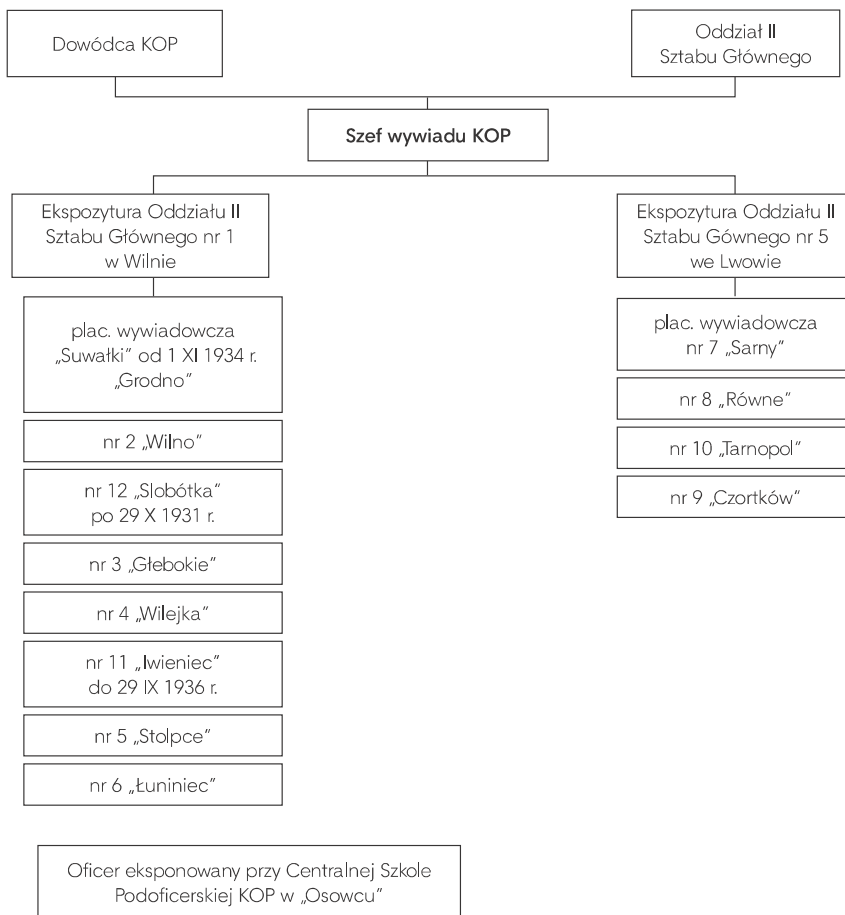 Dowódca KOP
Oddział II
Sztabu Głównego
Szef wywiadu KOP
Ekspozytura Oddziału II
Sztabu Głównego nr 1
w Wilnie
plac. wywiadowcza
„Suwałki” od 1 XI 1934 r.
„Grodno”
nr 2 „Wilno”
nr 12 „Slobótka”
po 29 X 1931 r.
nr 3 „Głebokie”
nr 4 „Wilejka”
nr 11 „Iwieniec”
do 29 IX 1936 r.
nr 5 „Stolpce”
nr 6 „Łuniniec”
Ekspozytura Oddziału II
Sztabu Gównego nr 5
we Lwowie
plac. wywiadowcza
nr 7 „Sarny”
nr 8 „Równe”
nr 10 „Tarnopol”
nr 9 „Czortków”
Oficer eksponowany przy Centralnej Szkole
Podoficerskiej KOP w „Osowcu”